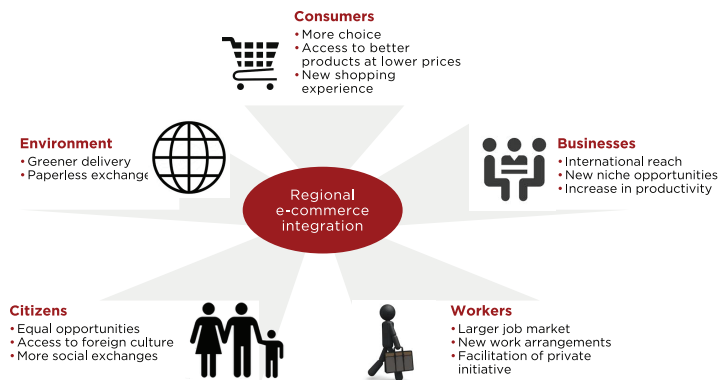 Consumers
• More choice
• Access to better
products at lower prices
• New shopping
experience
Environment
• Greener delivery
• Paperless exchange
Businesses
• International reach
• New niche opportunities
• Increase in productivity
Regional
e-commerce
integration
Citizens
• Equal opportunities
• Access to foreign culture
• More social exchanges
Workers
• Larger job market
• New work arrangements
• Facilitation of private
initiative